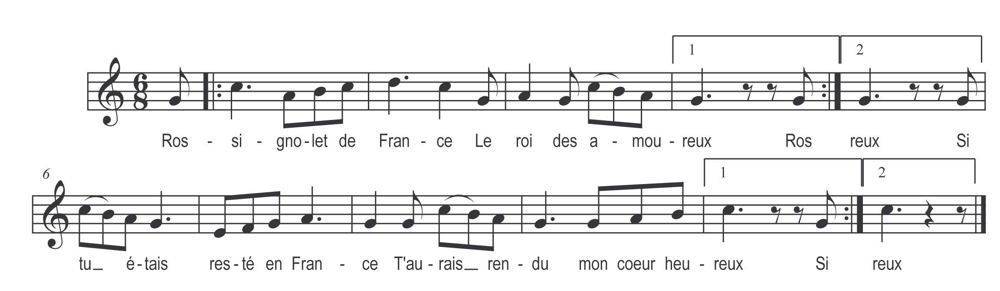 1 2
6 8
Ros - si - gno - let de Fran - ce Le roi des a - mou - reux Ros reux Si
6 1 2
tu_ é - tais res - té en Fran - ce T'au - rais_ ren - du mon coeur heu - reux Si reux